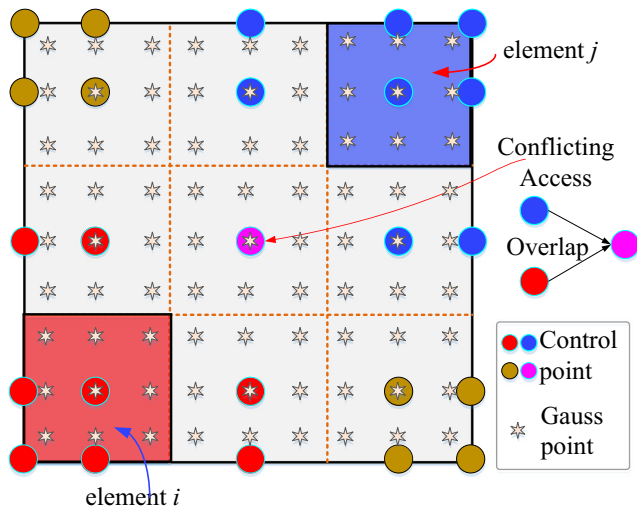 element j
Conflicting
Access
Overlap
Control
point
Gauss
point
element i